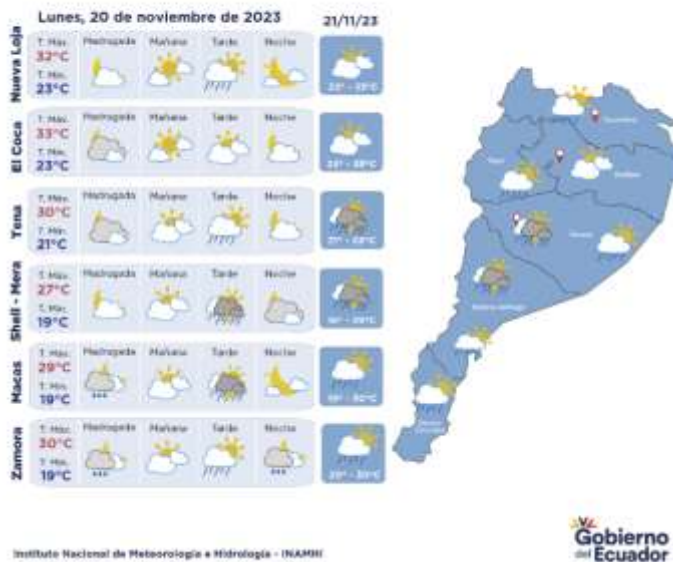 Lunes, 20 de noviembre de 2023
21/11/23
Nueva Loja
T. Máx.
32°C
T. Mín.
23°C
Madrugada
Mañana
Tarde
Noche
El Coca
T. Máx.
33°C
T. Mín.
23°C
Madrugada
Mañana
Tarde
Noche
Tena
T. Máx.
30°C
T. Mín.
21°C
Madrugada
Mañana
Tarde
Noche
Shell - Mera
T. Máx.
27°C
T. Mín.
19°C
Madrugada
Mañana
Tarde
Noche
Macas
T. Máx.
29°C
T. Mín.
19°C
Madrugada
Mañana
Tarde
Noche
Zamora
T. Máx.
30°C
T. Mín.
19°C
Madrugada
Mañana
Tarde
Noche
Instituto Nacional de Meteorología e Hidrología - INAMHI
Gobierno
del Ecuador